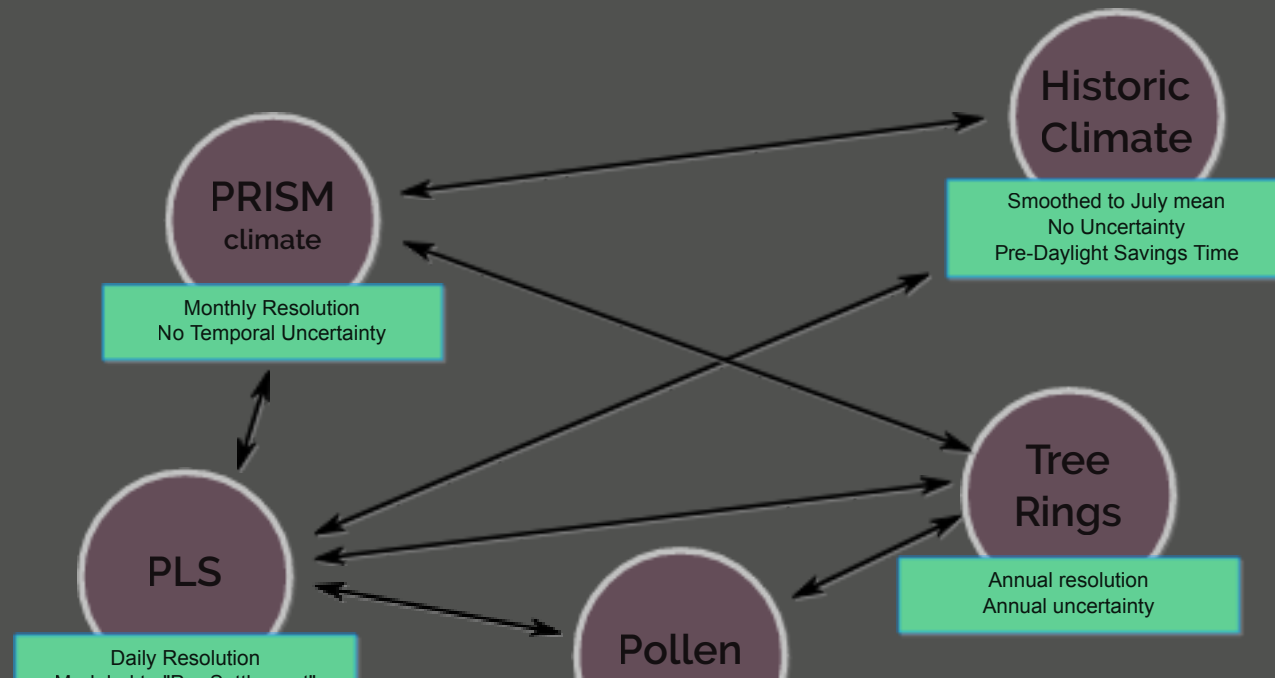 Historic
Climate
Smoothed to July mean
No Uncertainty
Pre-Daylight Savings Time
PRISM
climate
Monthly Resolution
No Temporal Uncertainty
Tree
Rings
Annual resolution
Annual uncertainty
PLS
Daily Resolution
Pollen